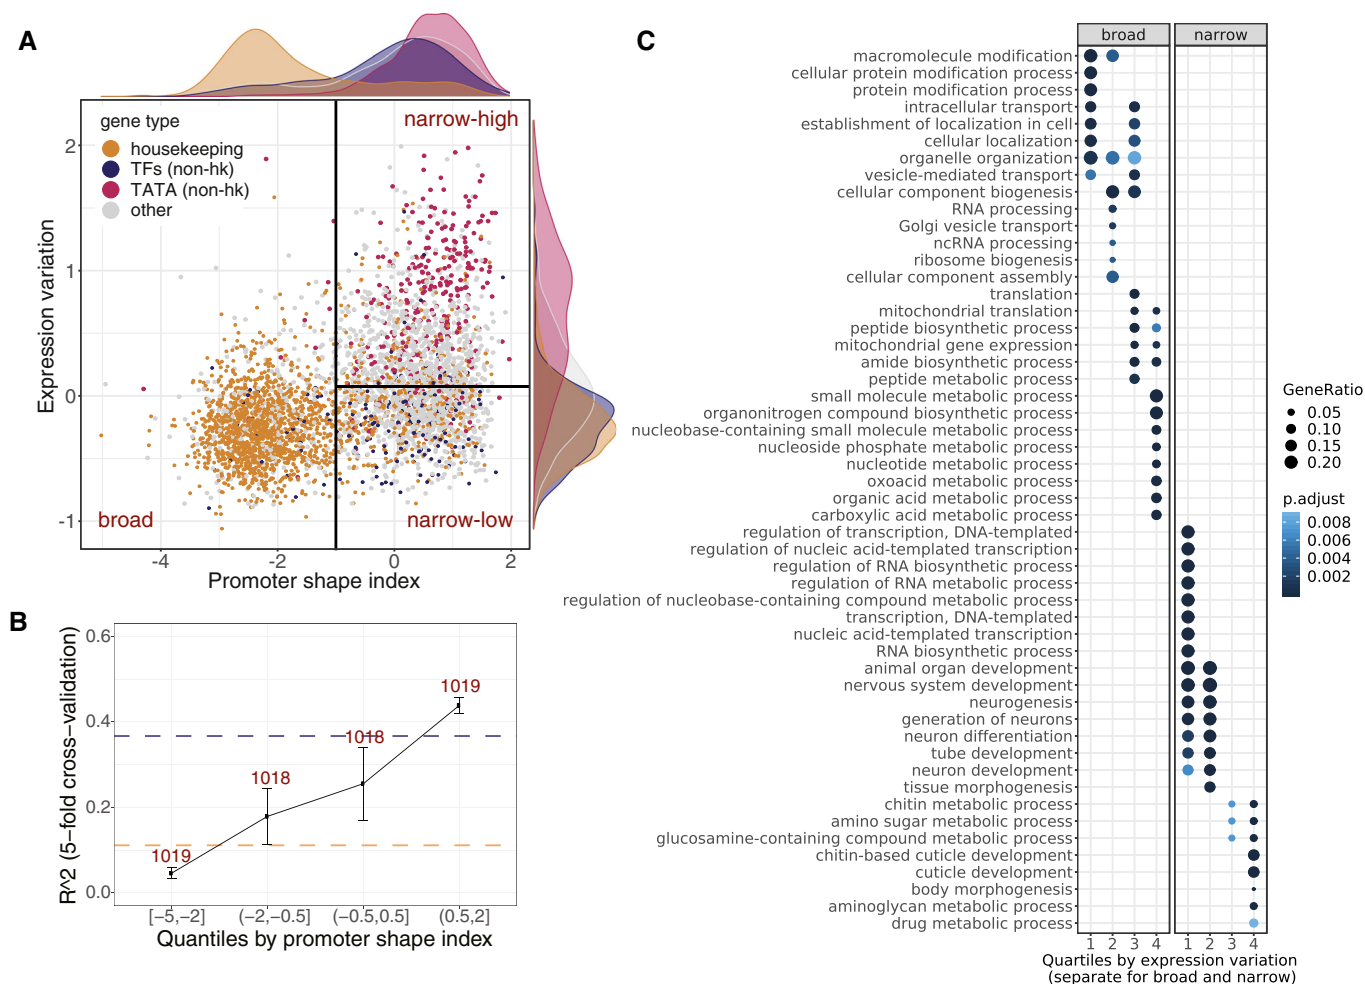 A
narrow-high
gene type
housekeeping
TFs (non-hk)
TATA (non-hk)
other
broad
narrow-low
2
1
0
-1
-4
-2
0
2
Expression variation
Promoter shape index
B
0.6
0.4
0.2
0.0
1019
1018
1018
1019
[−5,−2]
(−2,−0.5]
(−0.5,0.5]
(0.5,2]
R^2 (5−fold cross−validation)
Quantiles by promoter shape index
C
broad
narrow
macromolecule modification
cellular protein modification process
protein modification process
intracellular transport
establishment of localization in cell
cellular localization
organelle organization
vesicle-mediated transport
cellular component biogenesis
RNA processing
Golgi vesicle transport
ncRNA processing
ribosome biogenesis
cellular component assembly
translation
mitochondrial translation
peptide biosynthetic process
mitochondrial gene expression
amide biosynthetic process
peptide metabolic process
small molecule metabolic process
organonitrogen compound biosynthetic process
nucleobase-containing small molecule metabolic process
nucleoside phosphate metabolic process
nucleotide metabolic process
oxoacid metabolic process
organic acid metabolic process
carboxylic acid metabolic process
regulation of transcription, DNA-templated
regulation of nucleic acid-templated transcription
regulation of RNA biosynthetic process
regulation of RNA metabolic process
regulation of nucleobase-containing compound metabolic process
transcription, DNA-templated
nucleic acid-templated transcription
RNA biosynthetic process
animal organ development
nervous system development
neurogenesis
generation of neurons
neuron differentiation
tube development
neuron development
tissue morphogenesis
chitin metabolic process
amino sugar metabolic process
glucosamine-containing compound metabolic process
chitin-based cuticle development
cuticle development
body morphogenesis
aminoglycan metabolic process
drug metabolic process
1 2 3 4 1 2 3 4
Quartiles by expression variation
(separate for broad and narrow)
GeneRatio
0.05
0.10
0.15
0.20
p.adjust
0.008
0.006
0.004
0.002